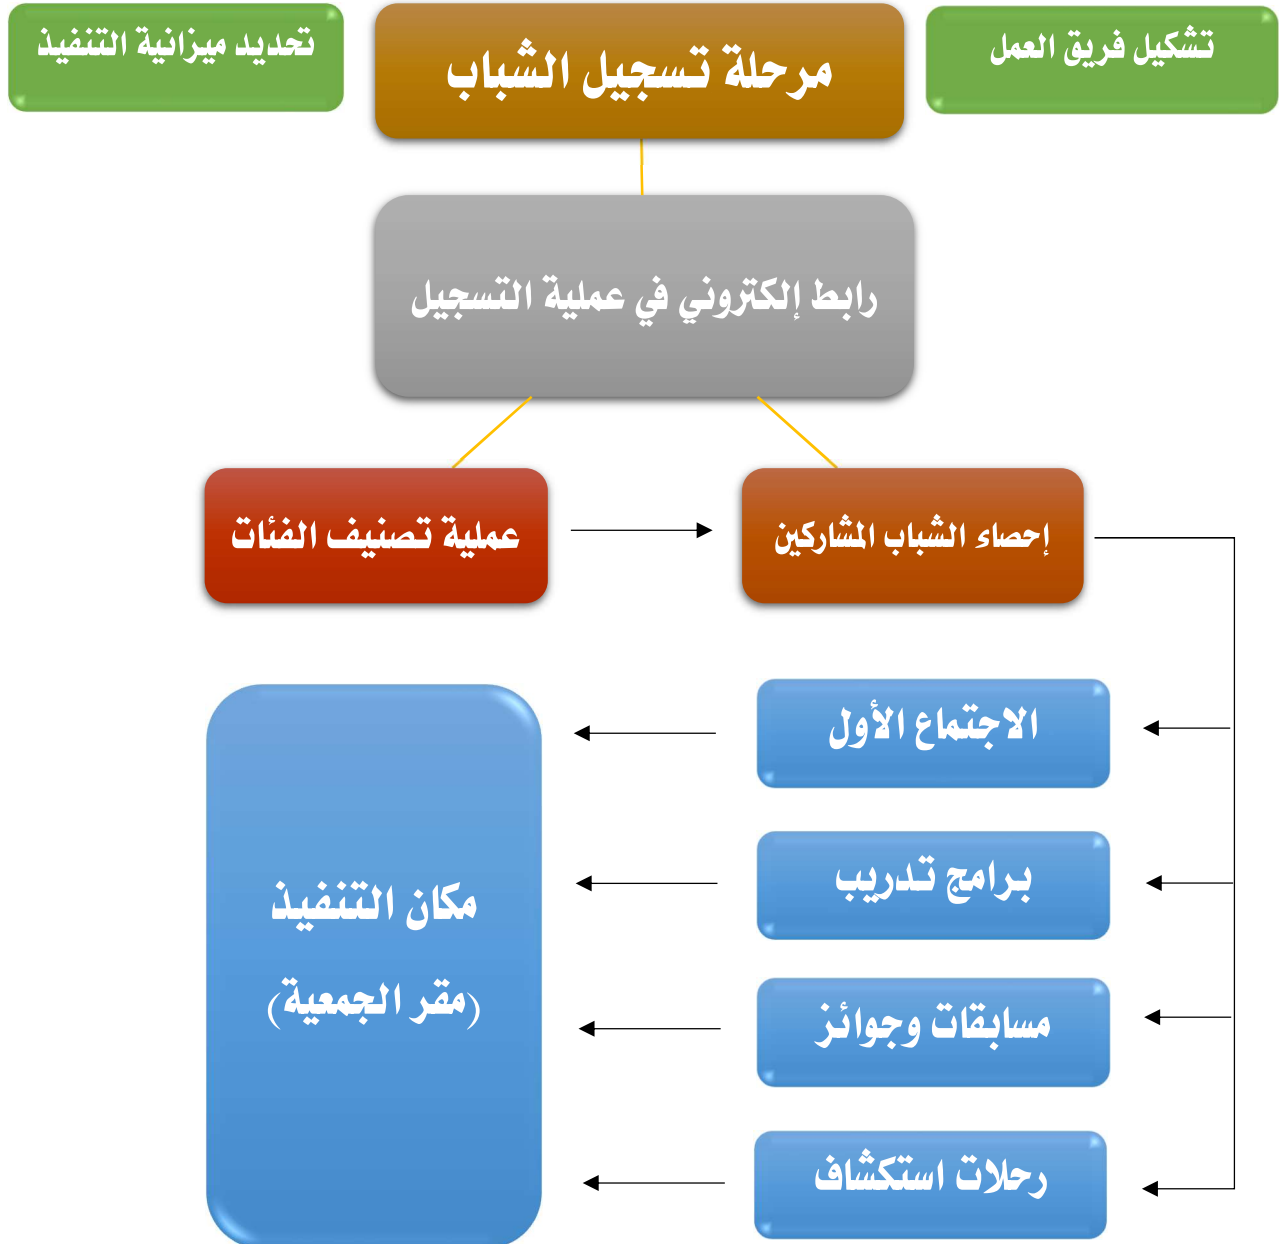 تشكيل فريق العمل
مرحلة تسجيل الشباب
تحديد ميزانية التنفيذ
رابط إلكتروني في عملية التسجيل
إحصاء الشباب المشاركين
عملية تصنيف الفئات
الاجتماع الأول
برامج تدريب
مسابقات وجوائز
رحلات استكشاف
مكان التنفيذ
(مقر الجمعية)